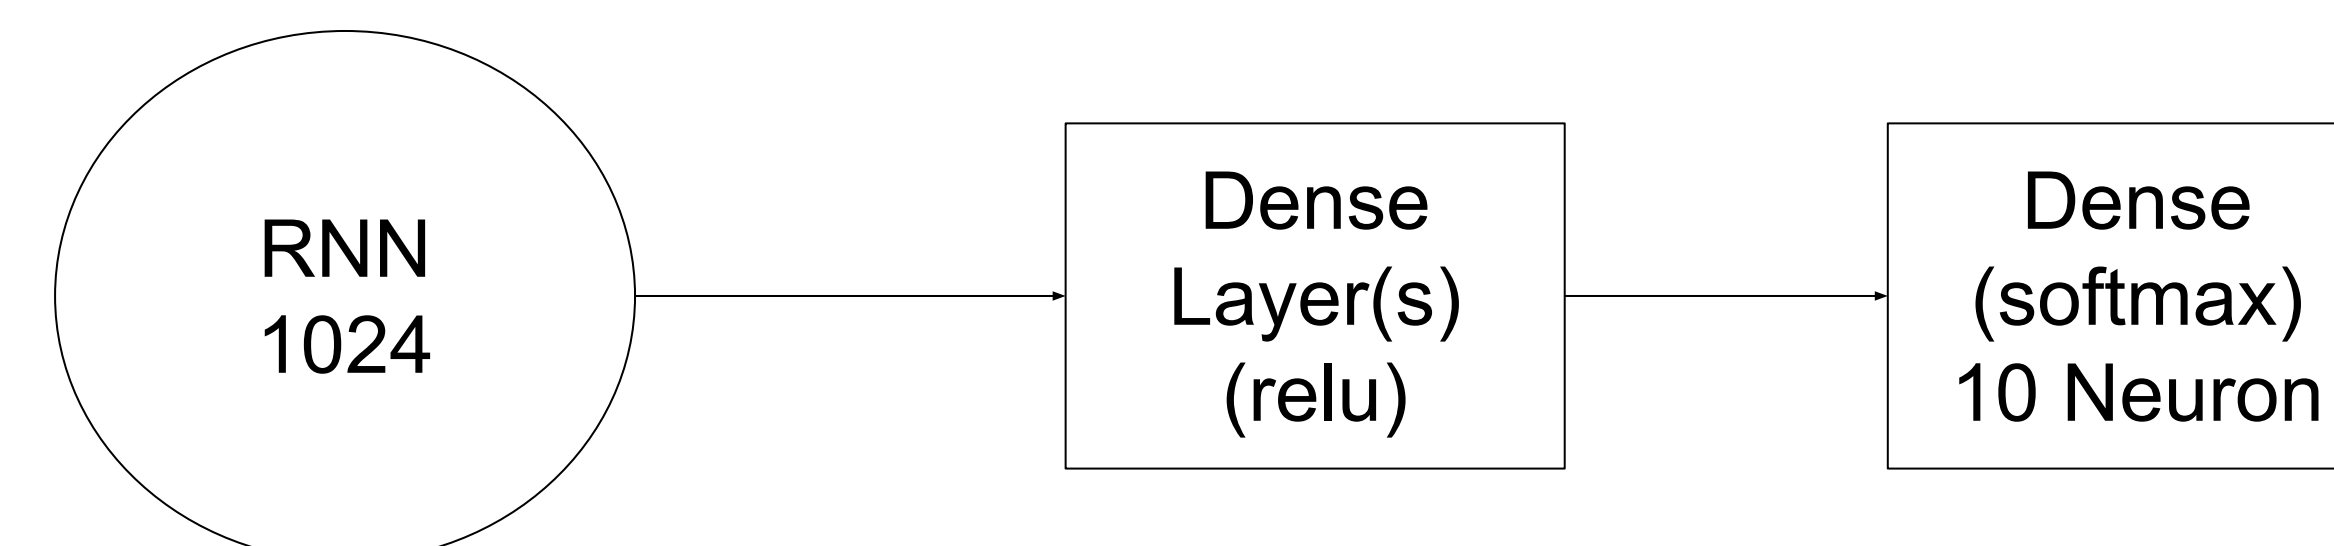 RNN
1024
Dense
Layer(s)
(relu)
Dense
(softmax)
10 Neuron